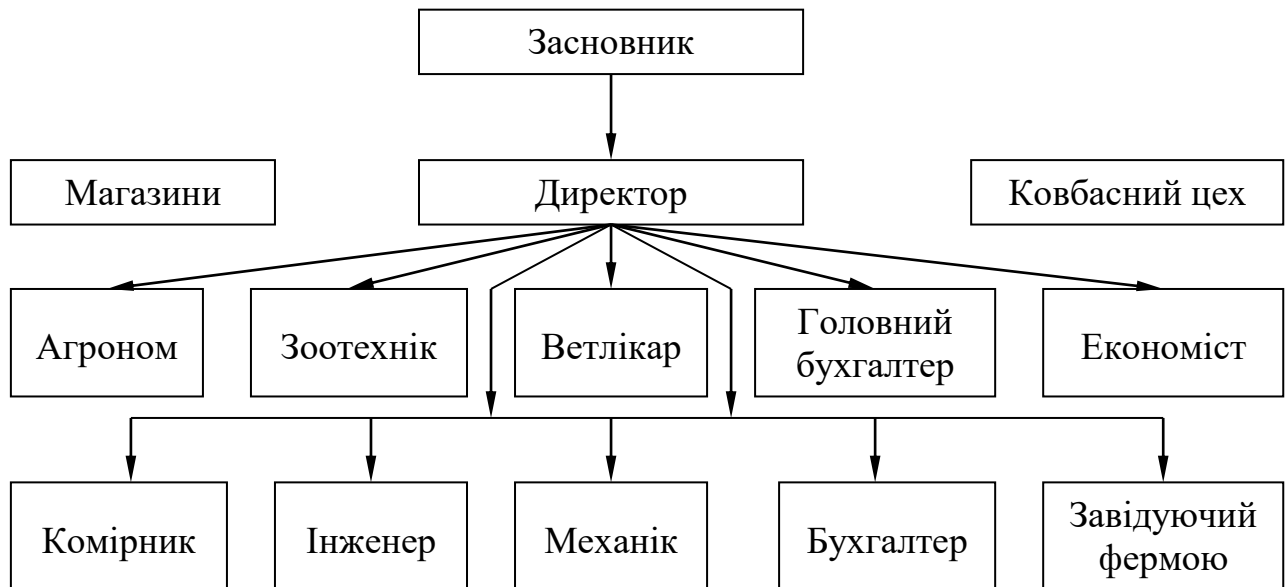 Засновник
Магазини
Директор
Ковбасний цех
Агроном
Зоотехнік
Ветлікар
Головний
бухгалтер
Економіст
Комірник
Інженер
Механік
Бухгалтер
Завідуючий
фермою